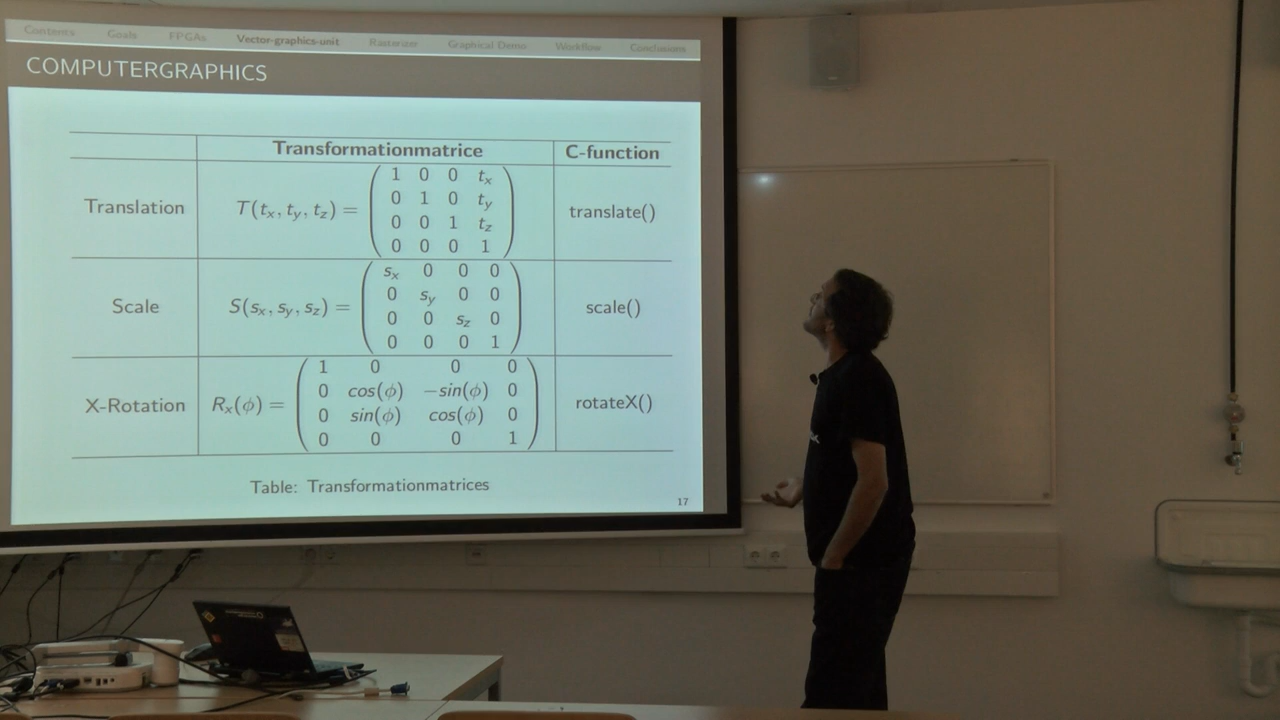 Contents Goals FPGAs Vector-graphics-unit Rasterizer Graphical Demo Workflow Conclusions
COMPUTERGRAPHICS
Transformationmatrice C-function
Translation T(tx, ty, tz) = translate()
1 0 0 tx
0 1 0 ty
0 0 1 tz
0 0 0 1
Scale S(sx, sy, sz) = scale()
sx 0 0 0
0 sy 0 0
0 0 sz 0
0 0 0 1
X-Rotation Rx(ϕ) = rotateX()
1 0 0 0
0 cos(ϕ) −sin(ϕ) 0
0 sin(ϕ) cos(ϕ) 0
0 0 0 1
Table: Transformationmatrices
17